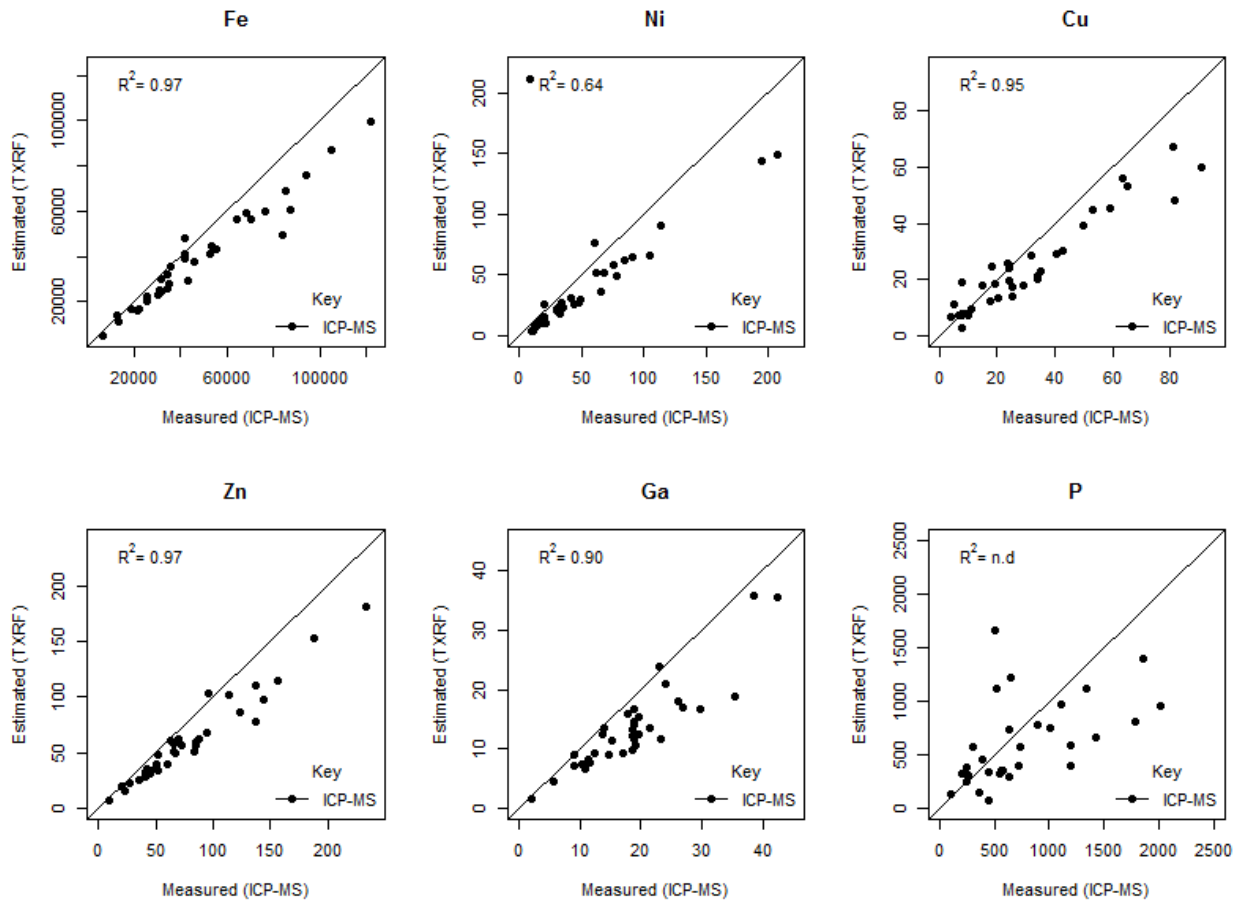 Fe
R²= 0.97
Estimated (TXRF)
20000
60000
100000
Key
ICP-MS
20000 60000 100000
Measured (ICP-MS)
Ni
R²= 0.64
Estimated (TXRF)
0 50 100 150 200
Key
ICP-MS
0 50 100 150 200
Measured (ICP-MS)
Cu
R²= 0.95
Estimated (TXRF)
0 20 40 60 80
Key
ICP-MS
0 20 40 60 80
Measured (ICP-MS)
Zn
R²= 0.97
Estimated (TXRF)
0 50 100 150 200
Key
ICP-MS
0 50 100 150 200
Measured (ICP-MS)
Ga
R²= 0.90
Estimated (TXRF)
0 10 20 30 40
Key
ICP-MS
0 10 20 30 40
Measured (ICP-MS)
P
R²= n.d
Estimated (TXRF)
0 500 1000 1500 2000 2500
Key
ICP-MS
0 500 1000 1500 2000 2500
Measured (ICP-MS)